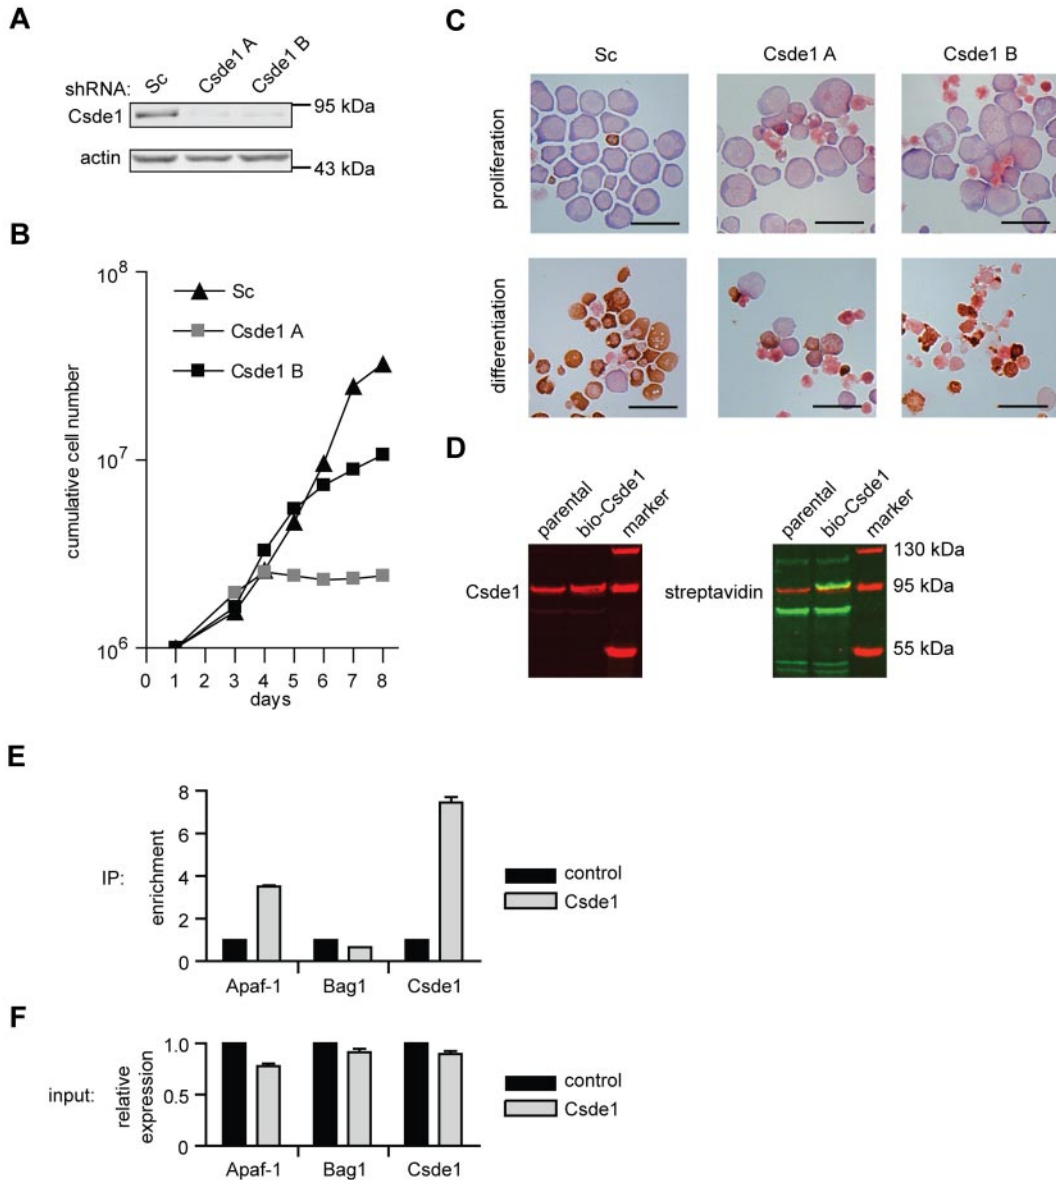 A
shRNA: Sc Csde1 A Csde1 B
Csde1 95 kDa
actin 43 kDa
B
10^8
10^7
10^6
cumulative cell number
Sc
Csde1 A
Csde1 B
0 1 2 3 4 5 6 7 8
days
C
Sc Csde1 A Csde1 B
proliferation
differentiation
D
parental bio-Csde1 marker
Csde1
parental bio-Csde1 marker
streptavidin
130 kDa
95 kDa
55 kDa
E
IP:
enrichment
8
6
4
2
0
Apaf-1 Bag1 Csde1
control
Csde1
F
input:
relative
expression
1.0
0.5
0
Apaf-1 Bag1 Csde1
control
Csde1